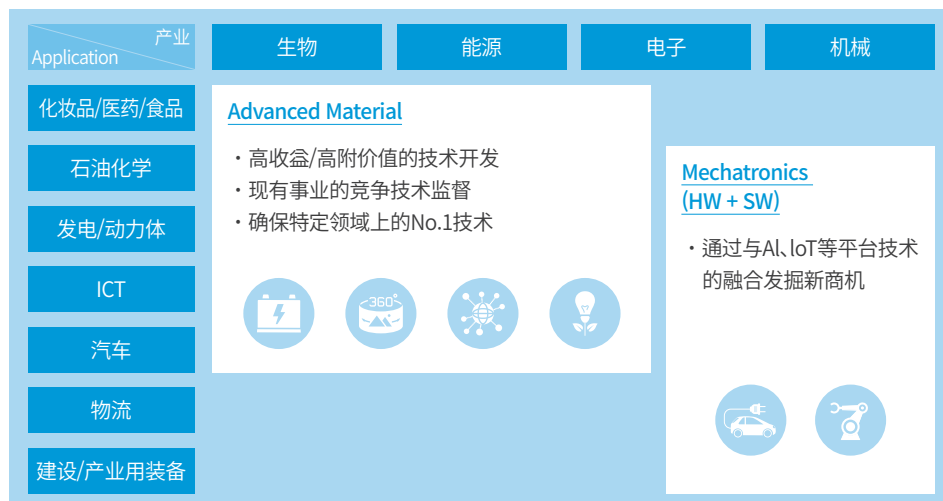 产业
Application
生物
能源
电子
机械
化妆品/医药/食品
石油化学
发电/动力体
ICT
汽车
物流
建设/产业用装备
Advanced Material
・高收益/高附价值的技术开发
・现有事业的竞争技术监督
・确保特定领域上的No.1技术
360°
Mechatronics
(HW + SW)
・通过与Al、loT等平台技术
的融合发掘新商机